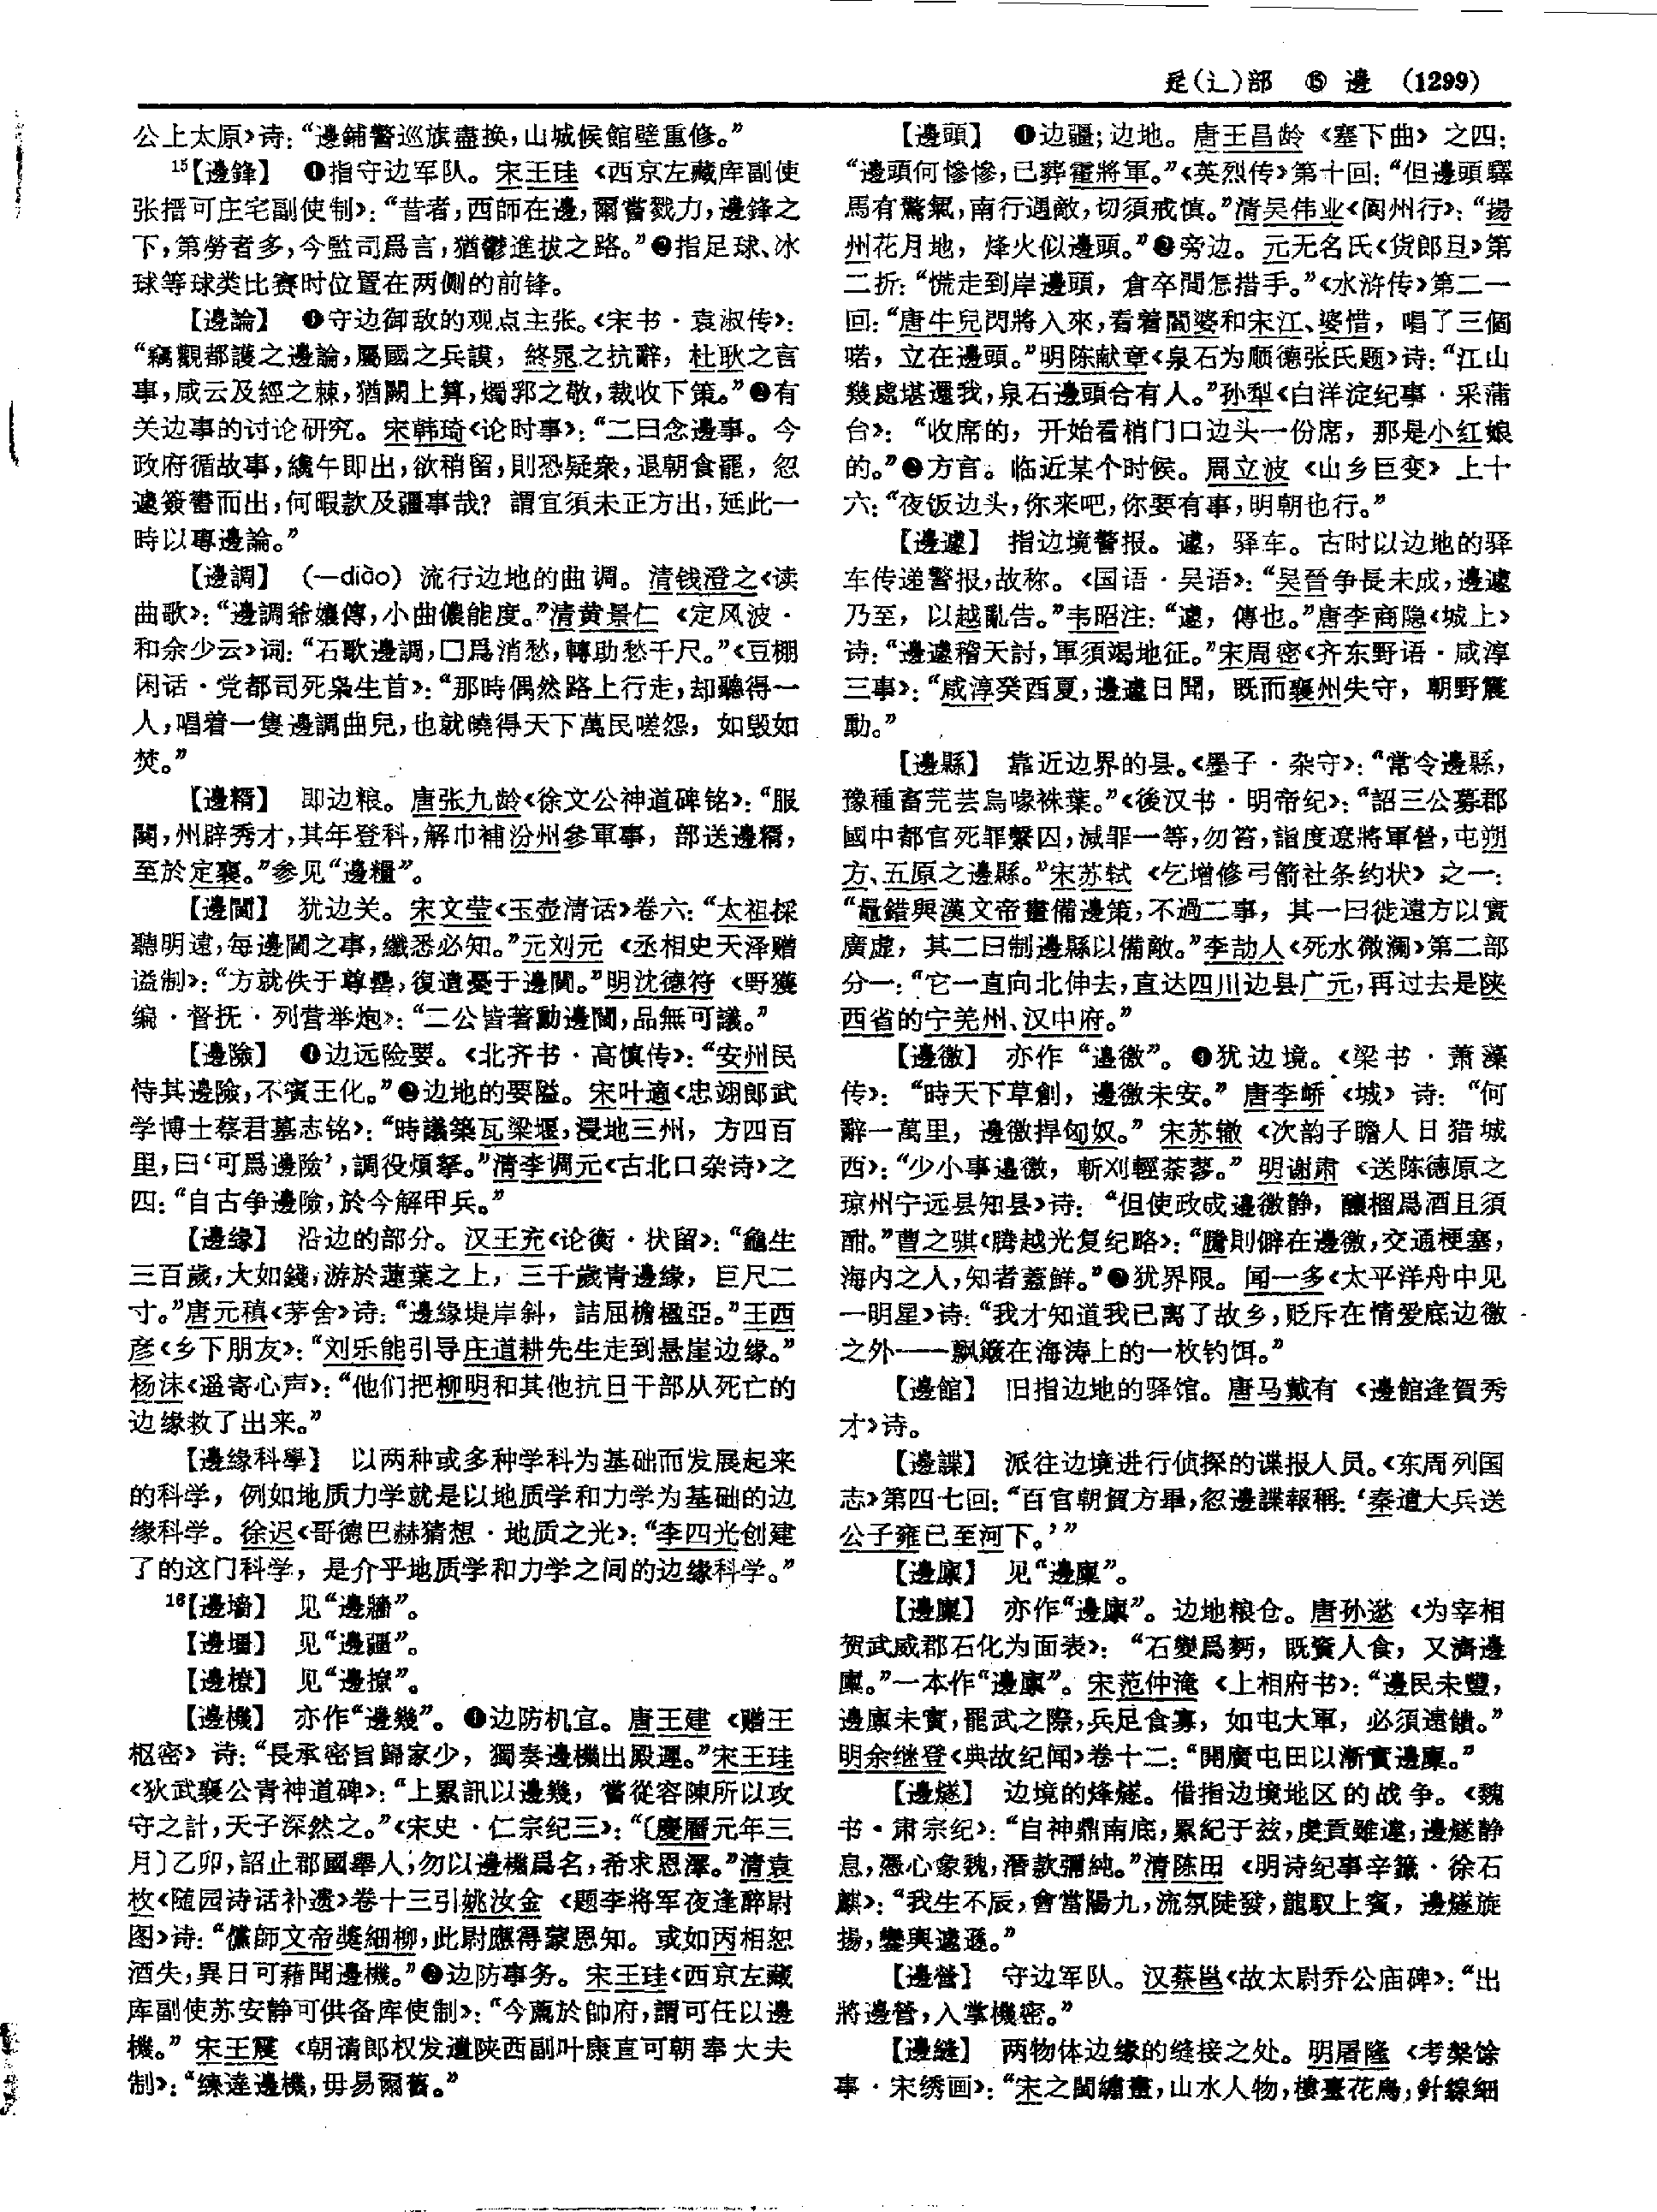 辵(辶)部　⑮　邊　(1299)
公上太原》诗：“邊鋪警巡旗盡换，山城候館壁重修。”
¹⁵【邊鋒】　❶指守边军队。宋王珪《西京左藏库副使
张搢可庄宅副使制》：“昔者，西師在邊，爾嘗戮力，邊鋒之
下，第勞者多，今監司爲言，猶鬱進拔之路。”❷指足球、冰
球等球类比赛时位置在两侧的前锋。
【邊論】　❶守边御敌的观点主张。《宋书·袁淑传》：
“竊觀都護之邊論，屬國之兵謨，終晁之抗辭，杜耿之言
事，咸云及經之棘，猶闕上算，燭郛之敬，裁收下策。”❷有
关边事的讨论研究。宋韩琦《论时事》：“二曰念邊事。今
政府循故事，纔午即出，欲稍留，則恐疑衆，退朝食罷，忽
遽簽書而出，何暇款及疆事哉？謂宜須未正方出，延此一
時以專邊論。”
【邊調】　（—diào）流行边地的曲调。清钱澄之《读
曲歌》：“邊調爺孃傳，小曲儂能度。”清黄景仁《定风波·
和余少云》词：“石歌邊調，囗爲消愁，轉助愁千尺。”《豆棚
闲话·党都司死枭生首》：“那時偶然路上行走，却聽得一
人，唱着一隻邊調曲兒，也就曉得天下萬民嗟怨，如毁如
焚。”
【邊糈】　即边粮。唐张九龄《徐文公神道碑铭》：“服
闋，州辟秀才，其年登科，解巾補汾州參軍事，部送邊糈，
至於定襄。”参见“邊糧”。
【邊閫】　犹边关。宋文莹《玉壶清话》卷六：“太祖採
聽明遠，每邊閫之事，纖悉必知。”元刘元《丞相史天泽赠
谥制》：“方就佚于尊罍，復遺憂于邊閫。”明沈德符《野獲
编·督抚·列营举炮》：“二公皆著勳邊閫，品無可議。”
【邊險】　❶边远险要。《北齐书·高慎传》：“安州民
恃其邊險，不賓王化。”❷边地的要隘。宋叶適《忠翊郎武
学博士蔡君墓志铭》：“時議築瓦梁堰，浸地三州，方四百
里，曰‘可爲邊險’，調役煩拏。”清李调元《古北口杂诗》之
四：“自古争邊險，於今解甲兵。”
【邊缘】　沿边的部分。汉王充《论衡·状留》：“龜生
三百歲，大如錢，游於蓮葉之上，三千歲青邊缘，巨尺二
寸。”唐元稹《茅舍》诗：“邊緣堤岸斜，詰屈檐楹亞。”王西
彦《乡下朋友》：“刘乐能引导庄道耕先生走到悬崖边缘。”
杨沫《遥寄心声》：“他们把柳明和其他抗日干部从死亡的
边缘救了出来。”
【邊缘科學】　以两种或多种学科为基础而发展起来
的科学，例如地质力学就是以地质学和力学为基础的边
缘科学。徐迟《哥德巴赫猜想·地质之光》：“李四光创建
了的这门科学，是介乎地质学和力学之间的边缘科学。”
¹⁶【邊墙】　见“邊牆”。
【邊壃】　见“邊疆”。
【邊橑】　见“邊撩”。
【邊機】　亦作“邊幾”。❶边防机宜。唐王建《赠王
枢密》诗：“長承密旨歸家少，獨奏邊機出殿遲。”宋王珪
《狄武襄公青神道碑》：“上累訊以邊幾，嘗從容陳所以攻
守之計，天子深然之。”《宋史·仁宗纪三》：“〔慶曆元年三
月〕乙卯，詔止郡國舉人，勿以邊機爲名，希求恩澤。”清袁
枚《随园诗话补遗》卷十三引姚汝金《题李将军夜逢醉尉
图》诗：“儻師文帝獎細柳，此尉應得蒙恩知。或如丙相恕
酒失，異日可藉聞邊機。”❷边防事务。宋王珪《西京左藏
库副使苏安静可供备库使制》：“今薦於帥府，謂可任以邊
機。”宋王震《朝请郎权发遣陕西副叶康直可朝奉大夫
制》：“練達邊機，毋易爾舊。”
【邊頭】　❶边疆；边地。唐王昌龄《塞下曲》之四：
“邊頭何慘慘，已葬霍將軍。”《英烈传》第十回：“但邊頭驛
馬有驚氣，南行遇敵，切須戒慎。”清吴伟业《阆州行》：“揚
州花月地，烽火似邊頭。”❷旁边。元无名氏《货郎旦》第
二折：“慌走到岸邊頭，倉卒間怎措手。”《水浒传》第二一
回：“唐牛兒閃將入來，看着閻婆和宋江、婆惜，唱了三個
喏，立在邊頭。”明陈献章《泉石为顺德张氏题》诗：“江山
幾處堪還我，泉石邊頭合有人。”孙犁《白洋淀纪事·采蒲
台》：“收席的，开始看梢门口边头一份席，那是小红娘
的。”❸方言。临近某个时候。周立波《山乡巨变》上十
六：“夜饭边头，你来吧，你要有事，明朝也行。”
【邊遽】　指边境警报。遽，驿车。古时以边地的驿
车传递警报，故称。《国语·吴语》：“吴晉争長未成，邊遽
乃至，以越亂告。”韦昭注：“遽，傳也。”唐李商隐《城上》
诗：“邊遽稽天討，軍須竭地征。”宋周密《齐东野语·咸淳
三事》：“咸淳癸酉夏，邊遽日聞，既而襄州失守，朝野震
動。”
【邊縣】　靠近边界的县。《墨子·杂守》：“常令邊縣，
豫種畜芫芸烏喙袾葉。”《後汉书·明帝纪》：“詔三公募郡
國中都官死罪繫囚，減罪一等，勿笞，詣度遼將軍營，屯朔
方、五原之邊縣。”宋苏轼《乞增修弓箭社条约状》之一：
“鼂錯與漢文帝畫備邊策，不過二事，其一曰徙遠方以實
廣虚，其二曰制邊縣以備敵。”李劼人《死水微澜》第二部
分一：“它一直向北伸去，直达四川边县广元，再过去是陕
西省的宁羌州、汉中府。”
【邊徼】　亦作“邉徼”。❶犹边境。《梁书·萧藻
传》：“時天下草創，邊徼未安。”唐李峤《城》诗：“何
辭一萬里，邊徼捍匈奴。”宋苏辙《次韵子瞻人日猎城
西》：“少小事邉徼，斬刈輕荼蓼。”明谢肃《送陈德原之
琼州宁远县知县》诗：“但使政成邊徼静，釀榴爲酒且須
酣。”曹之骐《腾越光复纪略》：“騰則僻在邊徼，交通梗塞，
海内之人，知者蓋鮮。”❷犹界限。闻一多《太平洋舟中见
一明星》诗：“我才知道我已离了故乡，贬斥在情爱底边徼
之外——飘簸在海涛上的一枚钓饵。”
【邊館】　旧指边地的驿馆。唐马戴有《邊館逢賀秀
才》诗。
【邊諜】　派往边境进行侦探的谍报人员。《东周列国
志》第四七回：“百官朝賀方畢，忽邊諜報稱：‘秦遣大兵送
公子雍已至河下。’”
【邊廪】　见“邊廩”。
【邊廩】　亦作“邊廪”。边地粮仓。唐孙逖《为宰相
贺武威郡石化为面表》：“石變爲麪，既資人食，又濟邊
廩。”一本作“邊廪”。宋范仲淹《上相府书》：“邊民未豐，
邊廪未實，罷武之際，兵足食寡，如屯大軍，必須遠饋。”
明余继登《典故纪闻》卷十二：“開廣屯田以漸實邊廩。”
【邊燧】　边境的烽燧。借指边境地区的战争。《魏
书·肃宗纪》：“自神鼎南底，累紀于兹，虔貢雖違，邊燧静
息，憑心象魏，潛款彌純。”清陈田《明诗纪事辛籤·徐石
麒》：“我生不辰，會當陽九，流氛陡發，龍馭上賓，邊燧旋
揚，鑾輿遽遜。”
【邊營】　守边军队。汉蔡邕《故太尉乔公庙碑》：“出
將邊營，入掌機密。”
【邊縫】　两物体边缘的缝接之处。明屠隆《考槃馀
事·宋绣画》：“宋之閨繡畫，山水人物，樓臺花鳥，針線細